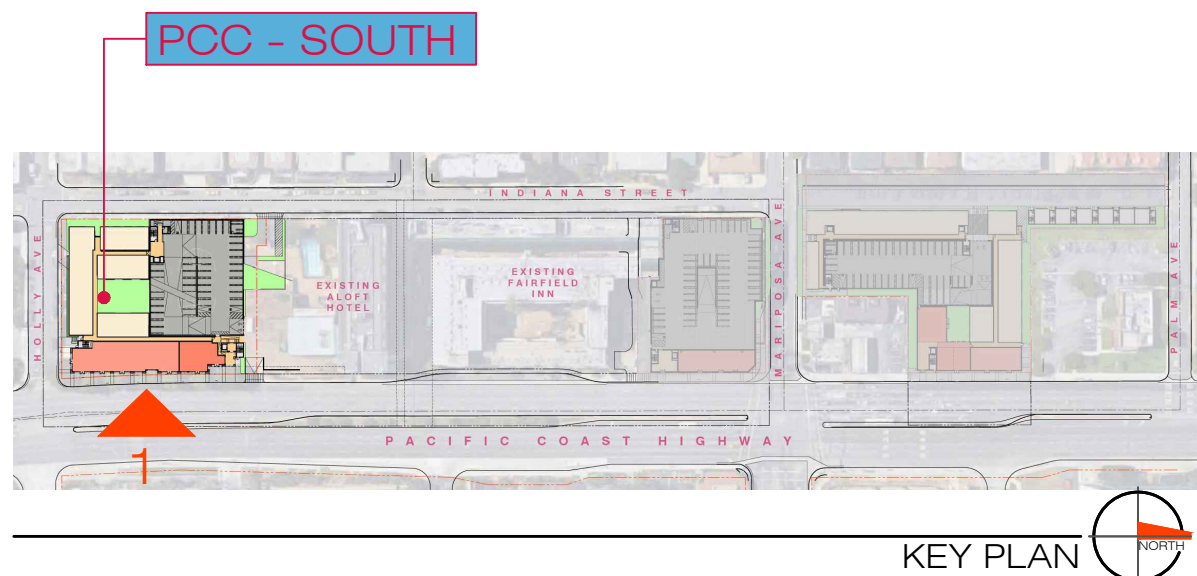 PCC - SOUTH
INDIANA STREET
HOLLY AVE
EXISTING
ALOFT
HOTEL
EXISTING
FAIRFIELD
INN
MARIPOSA AVE
PALM AVE
PACIFIC COAST HIGHWAY
1
KEY PLAN
NORTH